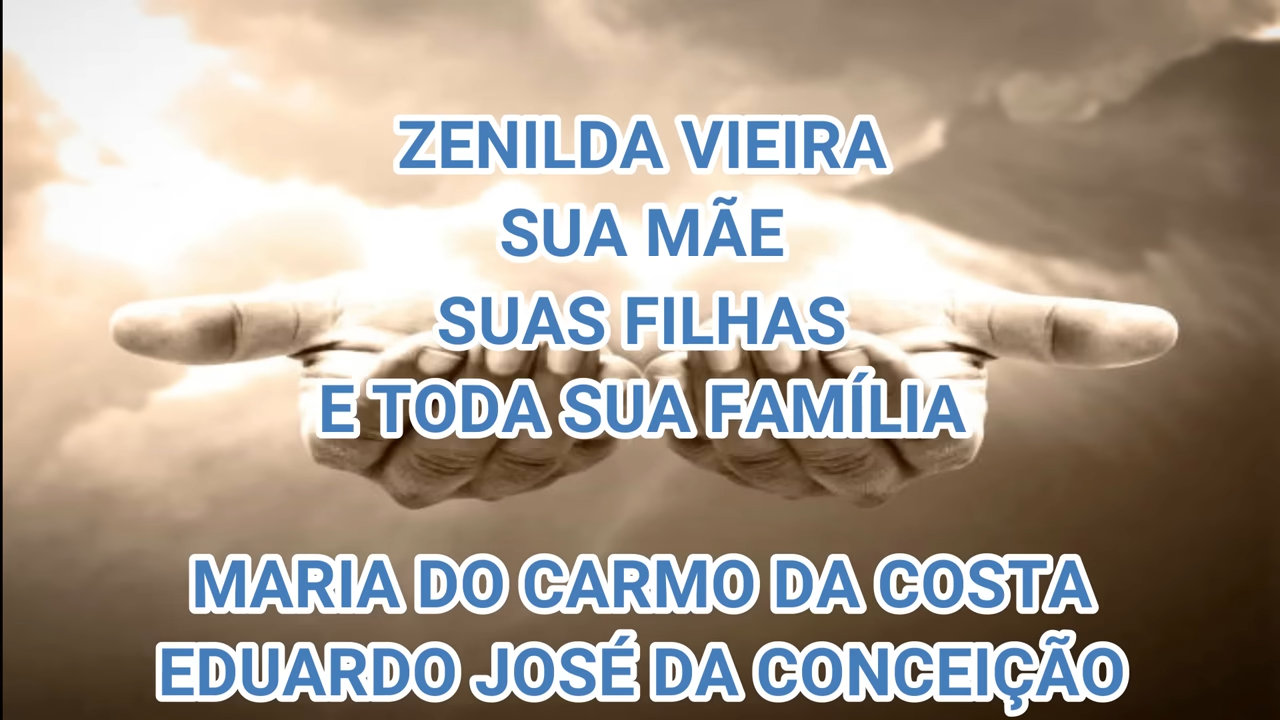 ZENILDA VIEIRA
SUA MÃE
SUAS FILHAS
E TODA SUA FAMÍLIA
MARIA DO CARMO DA COSTA
EDUARDO JOSÉ DA CONCEIÇÃO